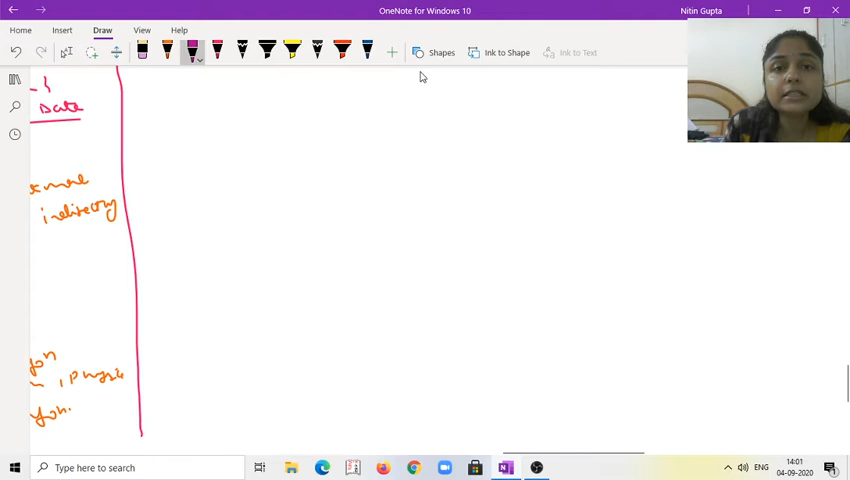 OneNote for Windows 10
Nitin Gupta
Home Insert Draw View Help
Shapes Ink to Shape Ink to Text
Data
indirectly
Type here to search
ENG
14:01
04-09-2020